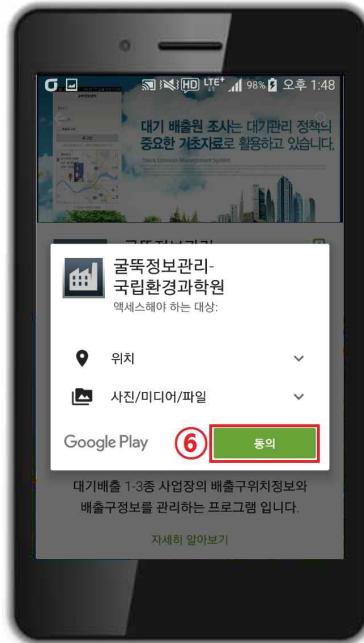 HD LTE+ 98% 오후 1:48
대기 배출원 조사는 대기관리 정책의
중요한 기초자료로 활용하고 있습니다.
Stack Emission Management System
굴뚝정보관리-
국립환경과학원
액세스해야 하는 대상:
위치
사진/미디어/파일
Google Play ⑥ 동의
대기배출 1-3종 사업장의 배출구위치정보와
배출구정보를 관리하는 프로그램 입니다.
자세히 알아보기